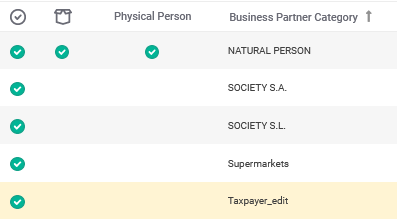 Physical Person Business Partner Category
NATURAL PERSON
SOCIETY S.A.
SOCIETY S.L.
Supermarkets
Taxpayer_edit